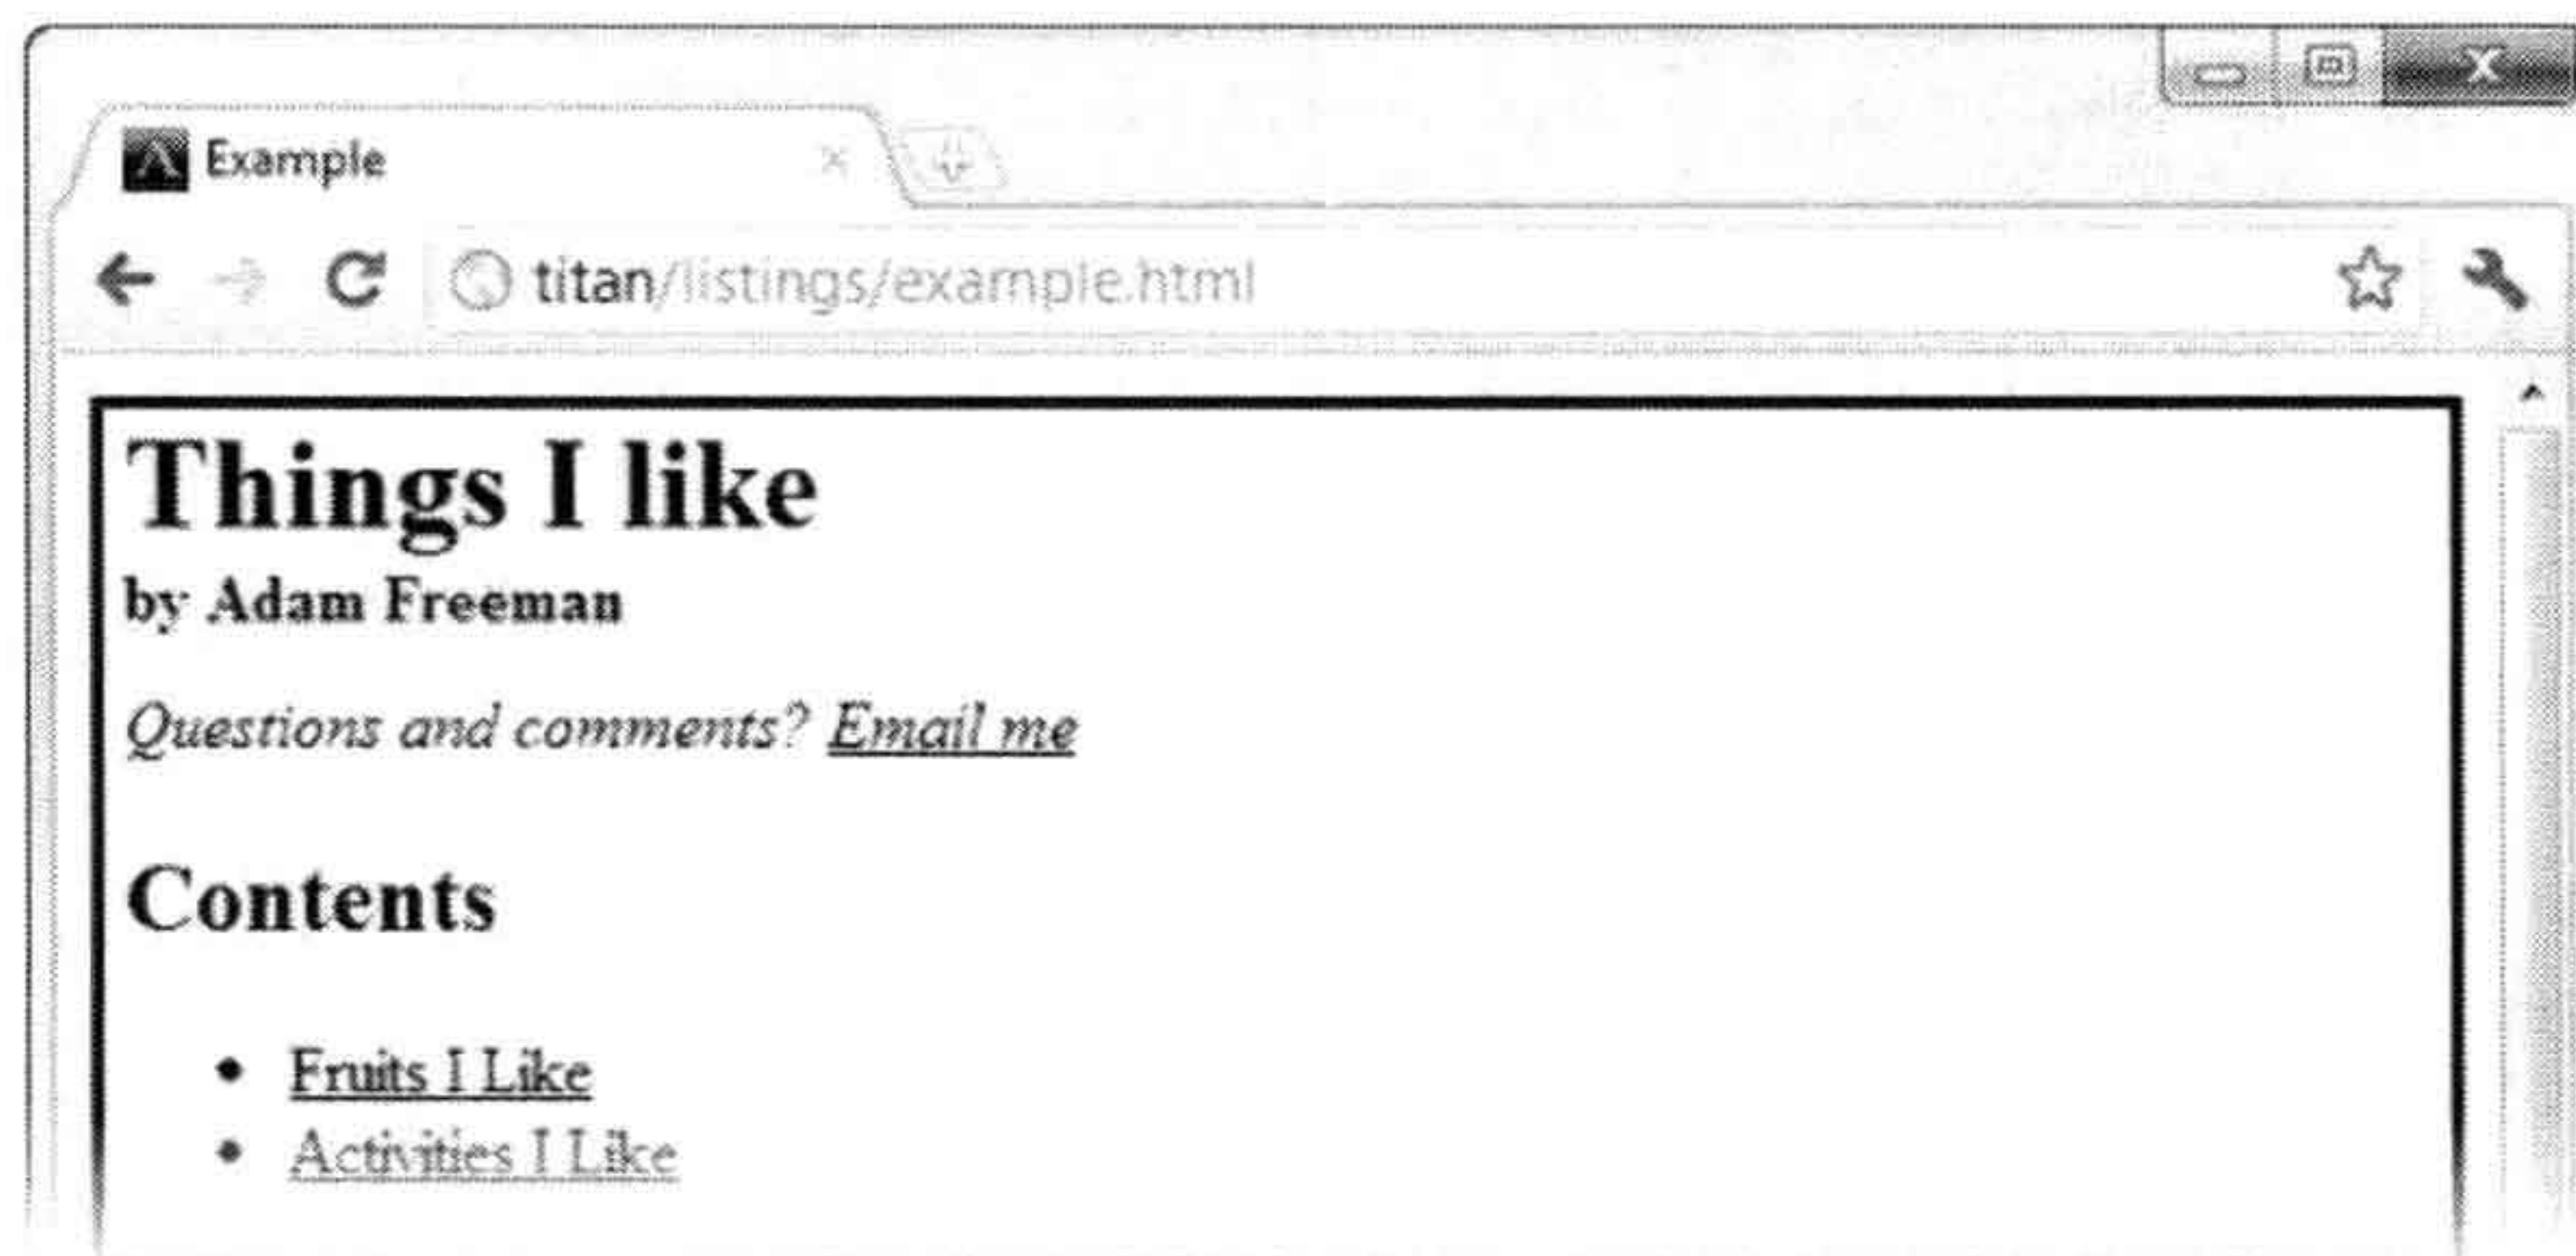 Example
titan/listings/example.html
Things I like
by Adam Freeman
Questions and comments? Email me
Contents
• Fruits I Like
• Activities I Like